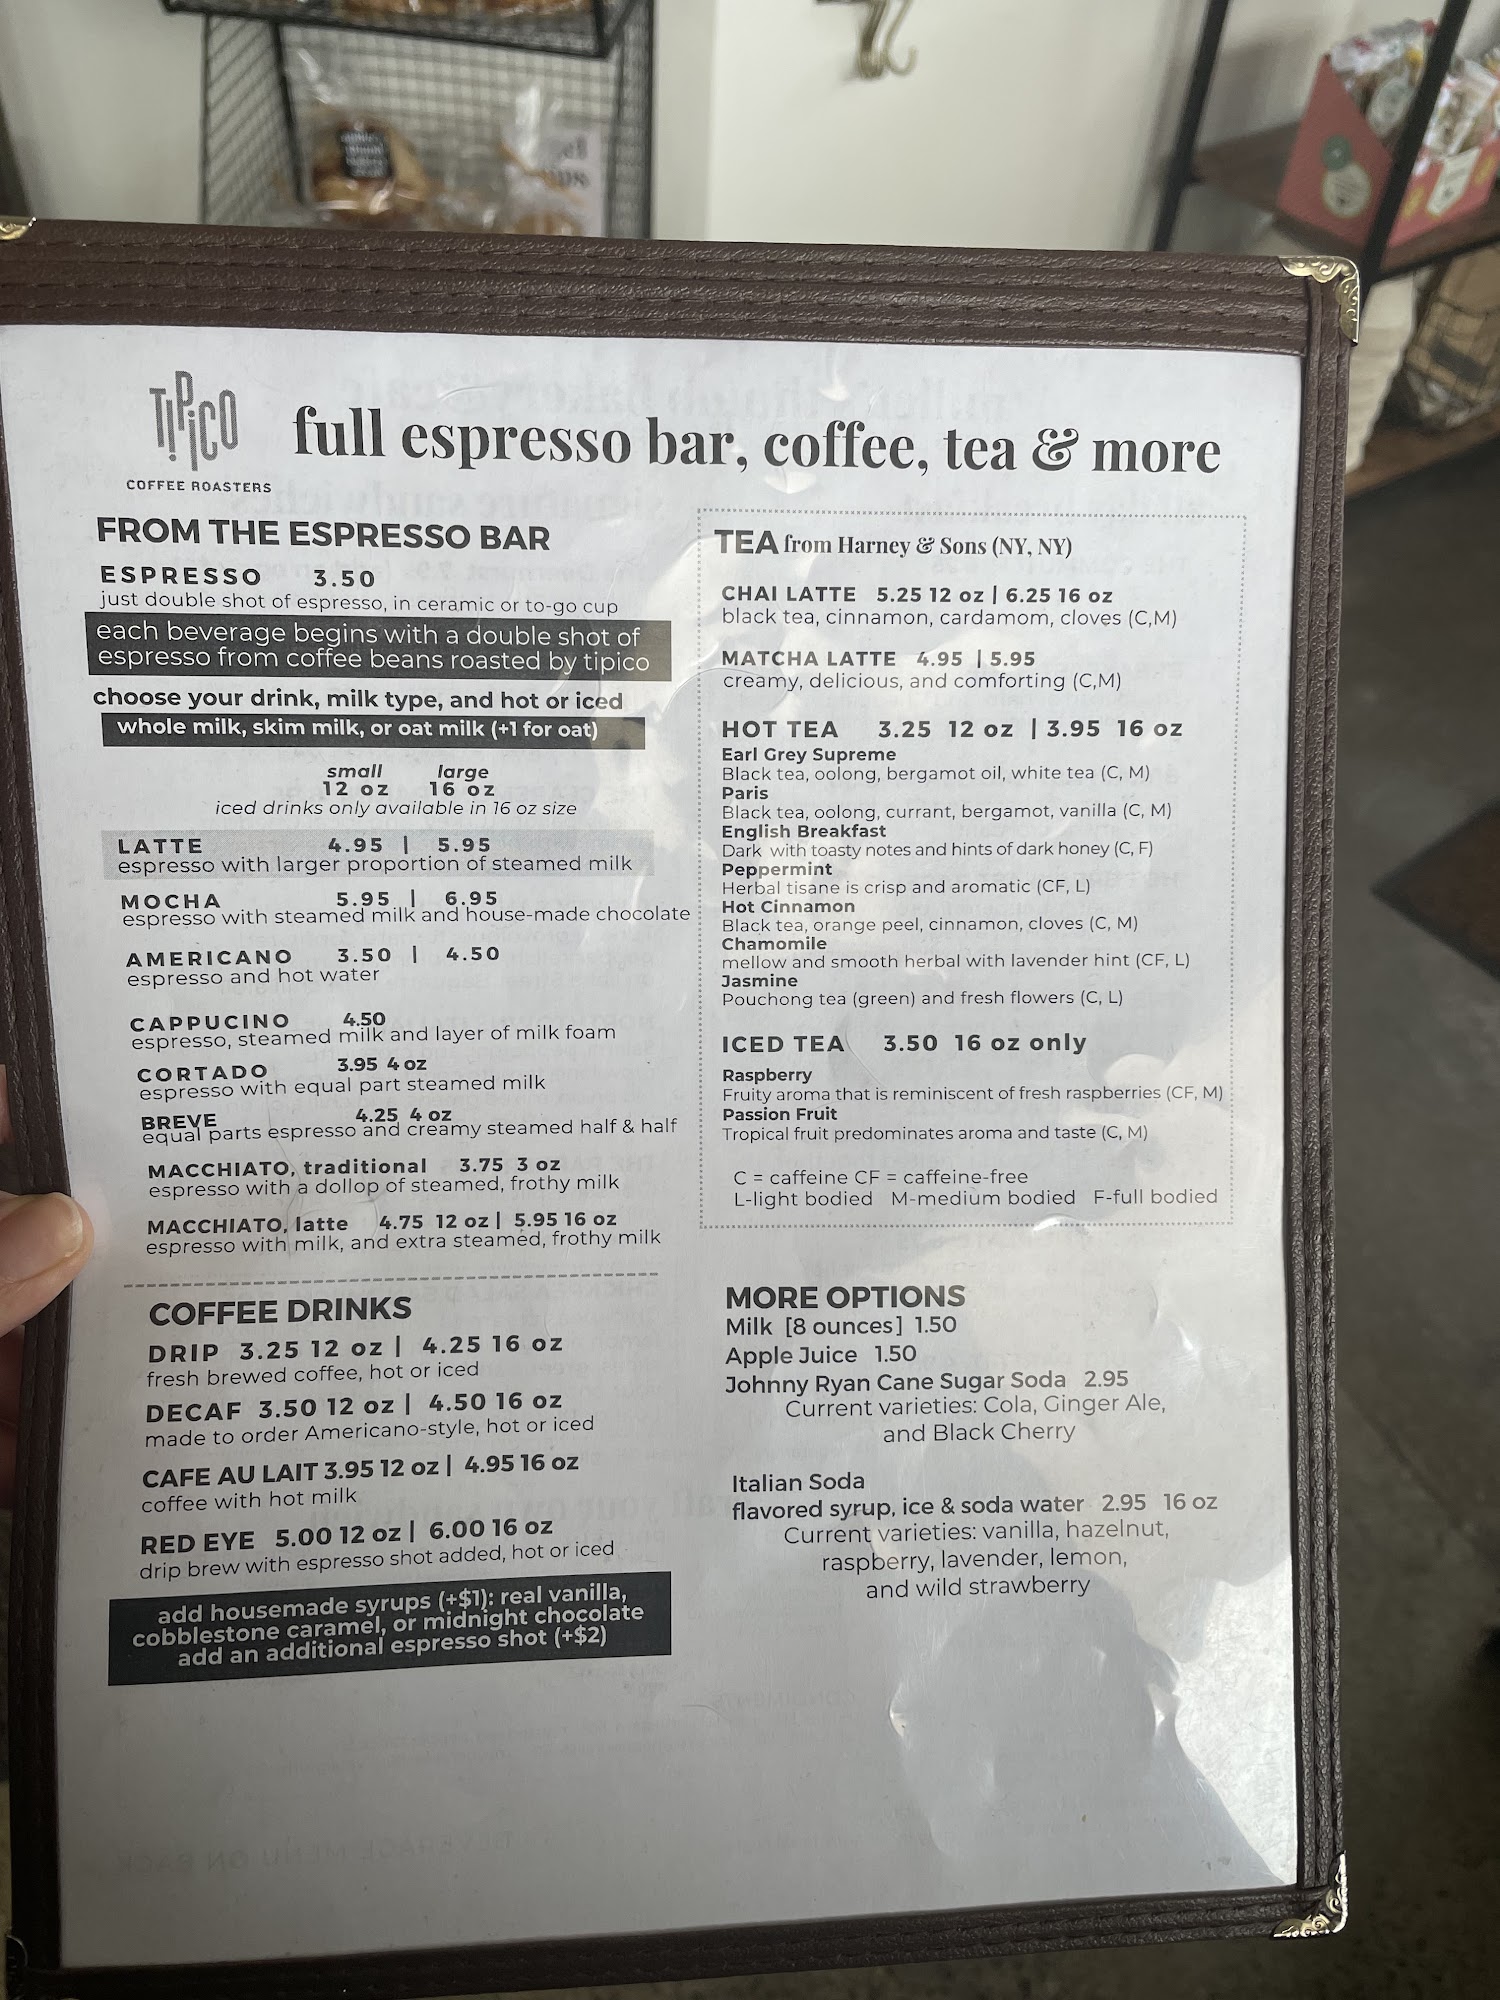 TIPICO
COFFEE ROASTERS
full espresso bar, coffee, tea & more
FROM THE ESPRESSO BAR
ESPRESSO 3.50
just double shot of espresso, in ceramic or to-go cup
each beverage begins with a double shot of
espresso from coffee beans roasted by tipico
choose your drink, milk type, and hot or iced
whole milk, skim milk, or oat milk (+1 for oat)
small large
12 oz 16 oz
iced drinks only available in 16 oz size
LATTE 4.95 | 5.95
espresso with larger proportion of steamed milk
MOCHA 5.95 | 6.95
espresso with steamed milk and house-made chocolate
AMERICANO 3.50 | 4.50
espresso and hot water
CAPPUCINO 4.50
espresso, steamed milk and layer of milk foam
CORTADO 3.95 4 oz
espresso with equal part steamed milk
BREVE 4.25 4 oz
equal parts espresso and creamy steamed half & half
MACCHIATO, traditional 3.75 3 oz
espresso with a dollop of steamed, frothy milk
MACCHIATO, latte 4.75 12 oz | 5.95 16 oz
espresso with milk, and extra steamed, frothy milk
COFFEE DRINKS
DRIP 3.25 12 oz | 4.25 16 oz
fresh brewed coffee, hot or iced
DECAF 3.50 12 oz | 4.50 16 oz
made to order Americano-style, hot or iced
CAFE AU LAIT 3.95 12 oz | 4.95 16 oz
coffee with hot milk
RED EYE 5.00 12 oz | 6.00 16 oz
drip brew with espresso shot added, hot or iced
add housemade syrups (+$1): real vanilla,
cobblestone caramel, or midnight chocolate
add an additional espresso shot (+$2)
TEA from Harney & Sons (NY, NY)
CHAI LATTE 5.25 12 oz | 6.25 16 oz
black tea, cinnamon, cardamom, cloves (C,M)
MATCHA LATTE 4.95 | 5.95
creamy, delicious, and comforting (C,M)
HOT TEA 3.25 12 oz | 3.95 16 oz
Earl Grey Supreme
Black tea, oolong, bergamot oil, white tea (C, M)
Paris
Black tea, oolong, currant, bergamot, vanilla (C, M)
English Breakfast
Dark with toasty notes and hints of dark honey (C, F)
Peppermint
Herbal tisane is crisp and aromatic (CF, L)
Hot Cinnamon
Black tea, orange peel, cinnamon, cloves (C, M)
Chamomile
mellow and smooth herbal with lavender hint (CF, L)
Jasmine
Pouchong tea (green) and fresh flowers (C, L)
ICED TEA 3.50 16 oz only
Raspberry
Fruity aroma that is reminiscent of fresh raspberries (CF, M)
Passion Fruit
Tropical fruit predominates aroma and taste (C, M)
C = caffeine CF = caffeine-free
L-light bodied M-medium bodied F-full bodied
MORE OPTIONS
Milk [8 ounces] 1.50
Apple Juice 1.50
Johnny Ryan Cane Sugar Soda 2.95
Current varieties: Cola, Ginger Ale,
and Black Cherry
Italian Soda
flavored syrup, ice & soda water 2.95 16 oz
Current varieties: vanilla, hazelnut,
raspberry, lavender, lemon,
and wild strawberry